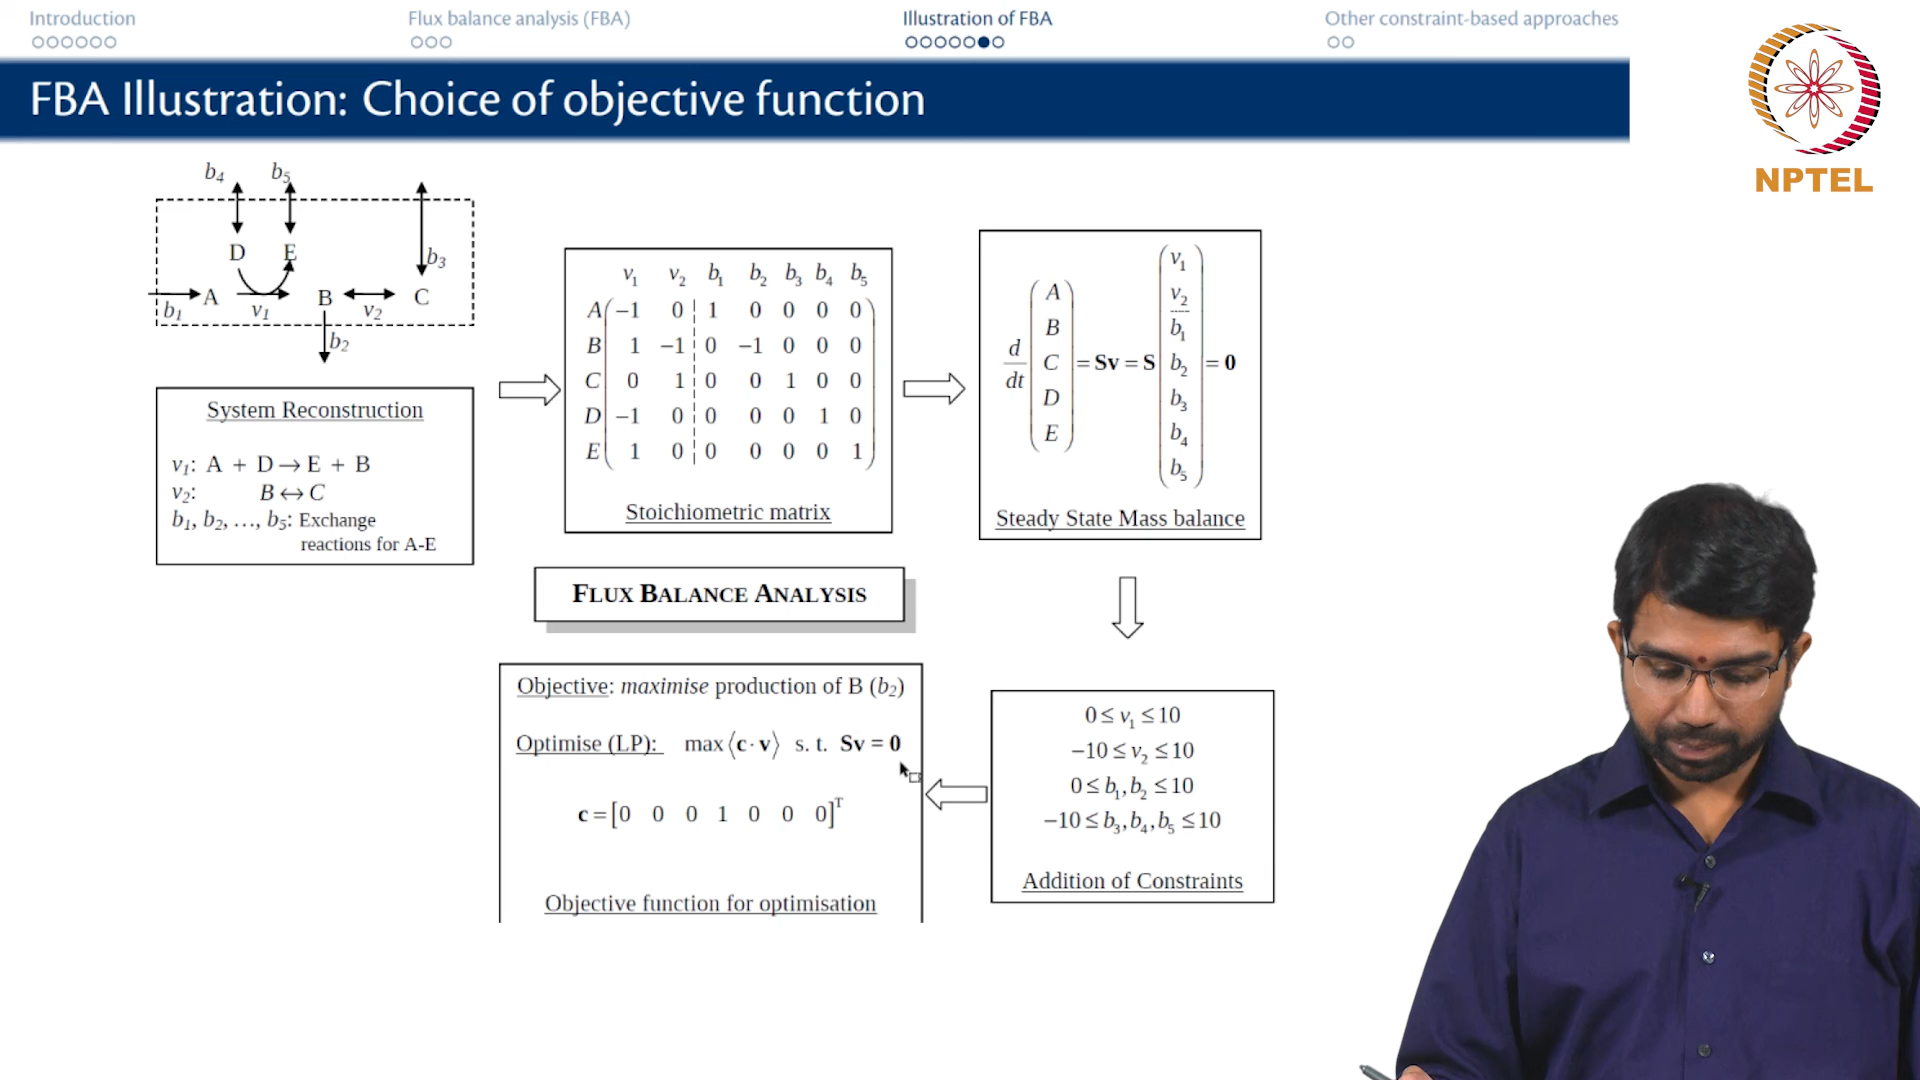 Introduction
Flux balance analysis (FBA)
Illustration of FBA
Other constraint-based approaches
FBA Illustration: Choice of objective function
NPTEL
b4 b5
D E b3
A B C
b1 v1 v2
b2
System Reconstruction
v1: A + D → E + B
v2: B ↔ C
b1, b2, ..., b5: Exchange
reactions for A-E
v1 v2 b1 b2 b3 b4 b5
A −1 0 1 0 0 0 0
B 1 −1 0 −1 0 0 0
C 0 1 0 0 1 0 0
D −1 0 0 0 0 1 0
E 1 0 0 0 0 0 1
Stoichiometric matrix
d/dt (A B C D E) = Sv = S (v1 v2 b1 b2 b3 b4 b5) = 0
Steady State Mass balance
FLUX BALANCE ANALYSIS
Objective: maximise production of B (b2)
Optimise (LP): max ⟨c · v⟩ s. t. Sv = 0
c = [0 0 0 1 0 0 0]T
Objective function for optimisation
0 ≤ v1 ≤ 10
−10 ≤ v2 ≤ 10
0 ≤ b1, b2 ≤ 10
−10 ≤ b3, b4, b5 ≤ 10
Addition of Constraints